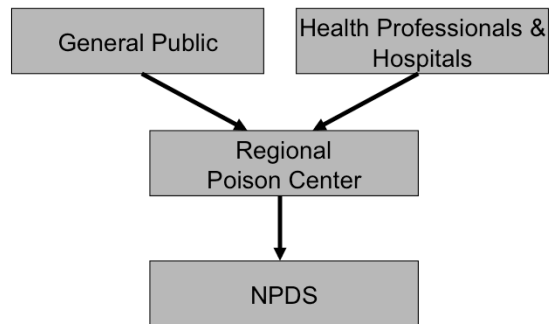 General Public
Health Professionals &
Hospitals
Regional
Poison Center
NPDS